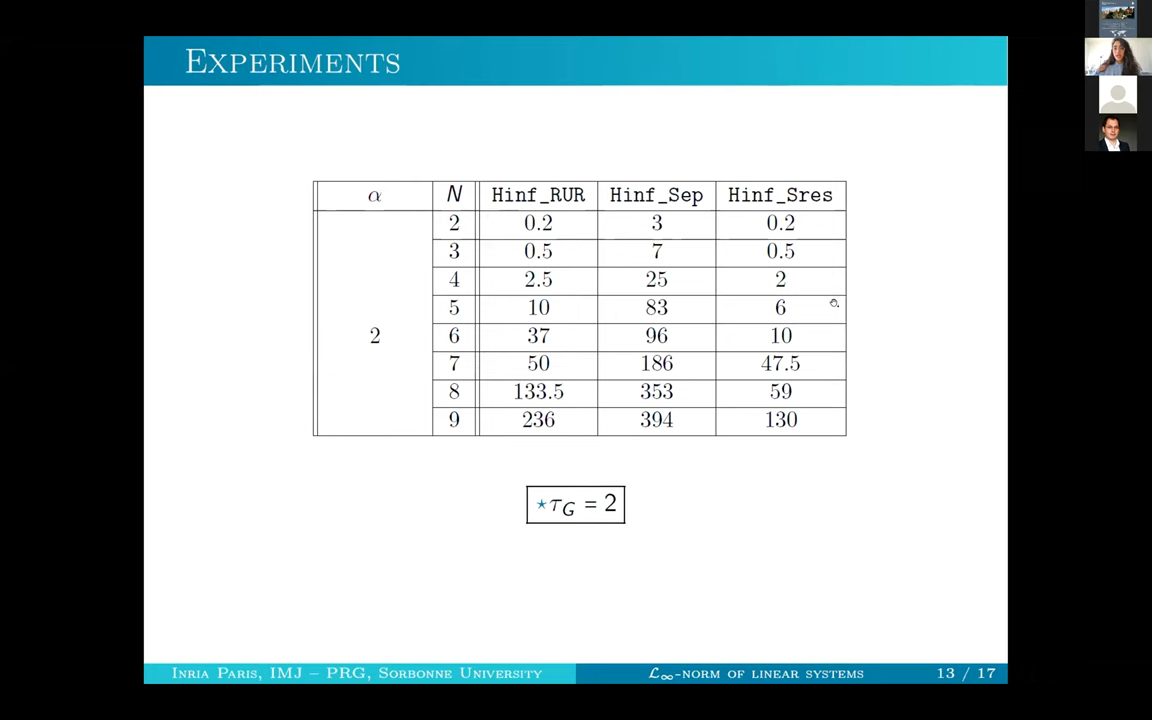 EXPERIMENTS
α N Hinf_RUR Hinf_Sep Hinf_Sres
2 0.2 3 0.2
3 0.5 7 0.5
4 2.5 25 2
5 10 83 6
2 6 37 96 10
7 50 186 47.5
8 133.5 353 59
9 236 394 130
⋆τG = 2
INRIA PARIS, IMJ – PRG, SORBONNE UNIVERSITY ℒ∞-NORM OF LINEAR SYSTEMS 13 / 17